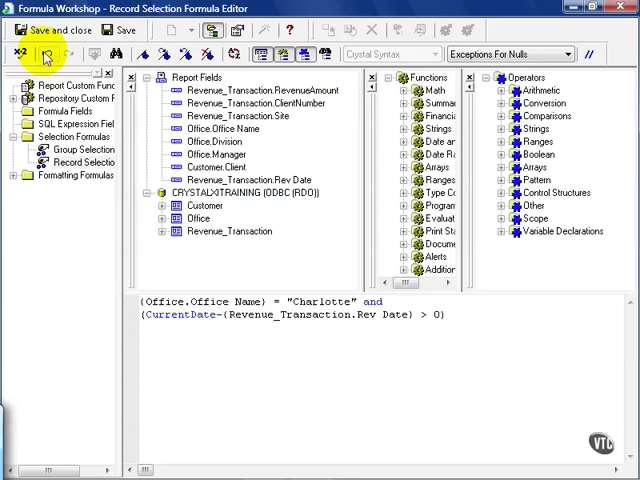 Formula Workshop - Record Selection Formula Editor
Save and close
Save
x-2
Crystal Syntax
Exceptions For Nulls
//
Report Custom Func
Repository Custom F
Formula Fields
SQL Expression Fiel
Selection Formulas
Group Selection
Record Selectio
Formatting Formulas
Report Fields
Revenue_Transaction.RevenueAmount
Revenue_Transaction.ClientNumber
Revenue_Transaction.Site
Office.Office Name
Office.Division
Office.Manager
Customer.Client
Revenue_Transaction.Rev Date
CRYSTALXITRAINING (ODBC (RDO))
Customer
Office
Revenue_Transaction
Functions
Math
Summar
Financia
Strings
Date an
Date Ra
Arrays
Ranges
Type Co
Program
Evaluat
Print Sta
Docume
Alerts
Addition
Operators
Arithmetic
Conversion
Comparisons
Strings
Ranges
Boolean
Arrays
Pattern
Control Structures
Other
Scope
Variable Declarations
{Office.Office Name} = "Charlotte" and
(CurrentDate-{Revenue_Transaction.Rev Date} > 0)
VTC